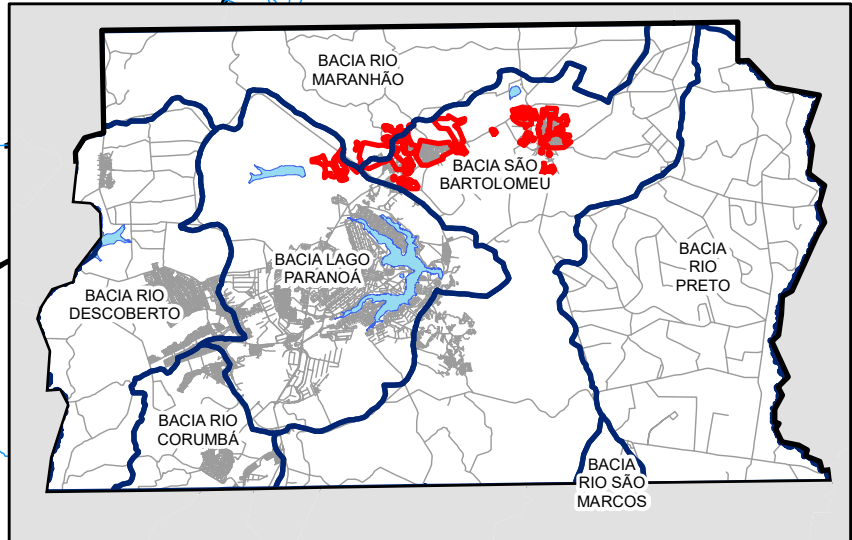 BACIA RIO
MARANHÃO
BACIA SÃO
BARTOLOMEU
BACIA LAGO
PARANOÁ
BACIA
RIO
PRETO
BACIA RIO
DESCOBERTO
BACIA RIO
CORUMBÁ
BACIA
RIO SÃO
MARCOS